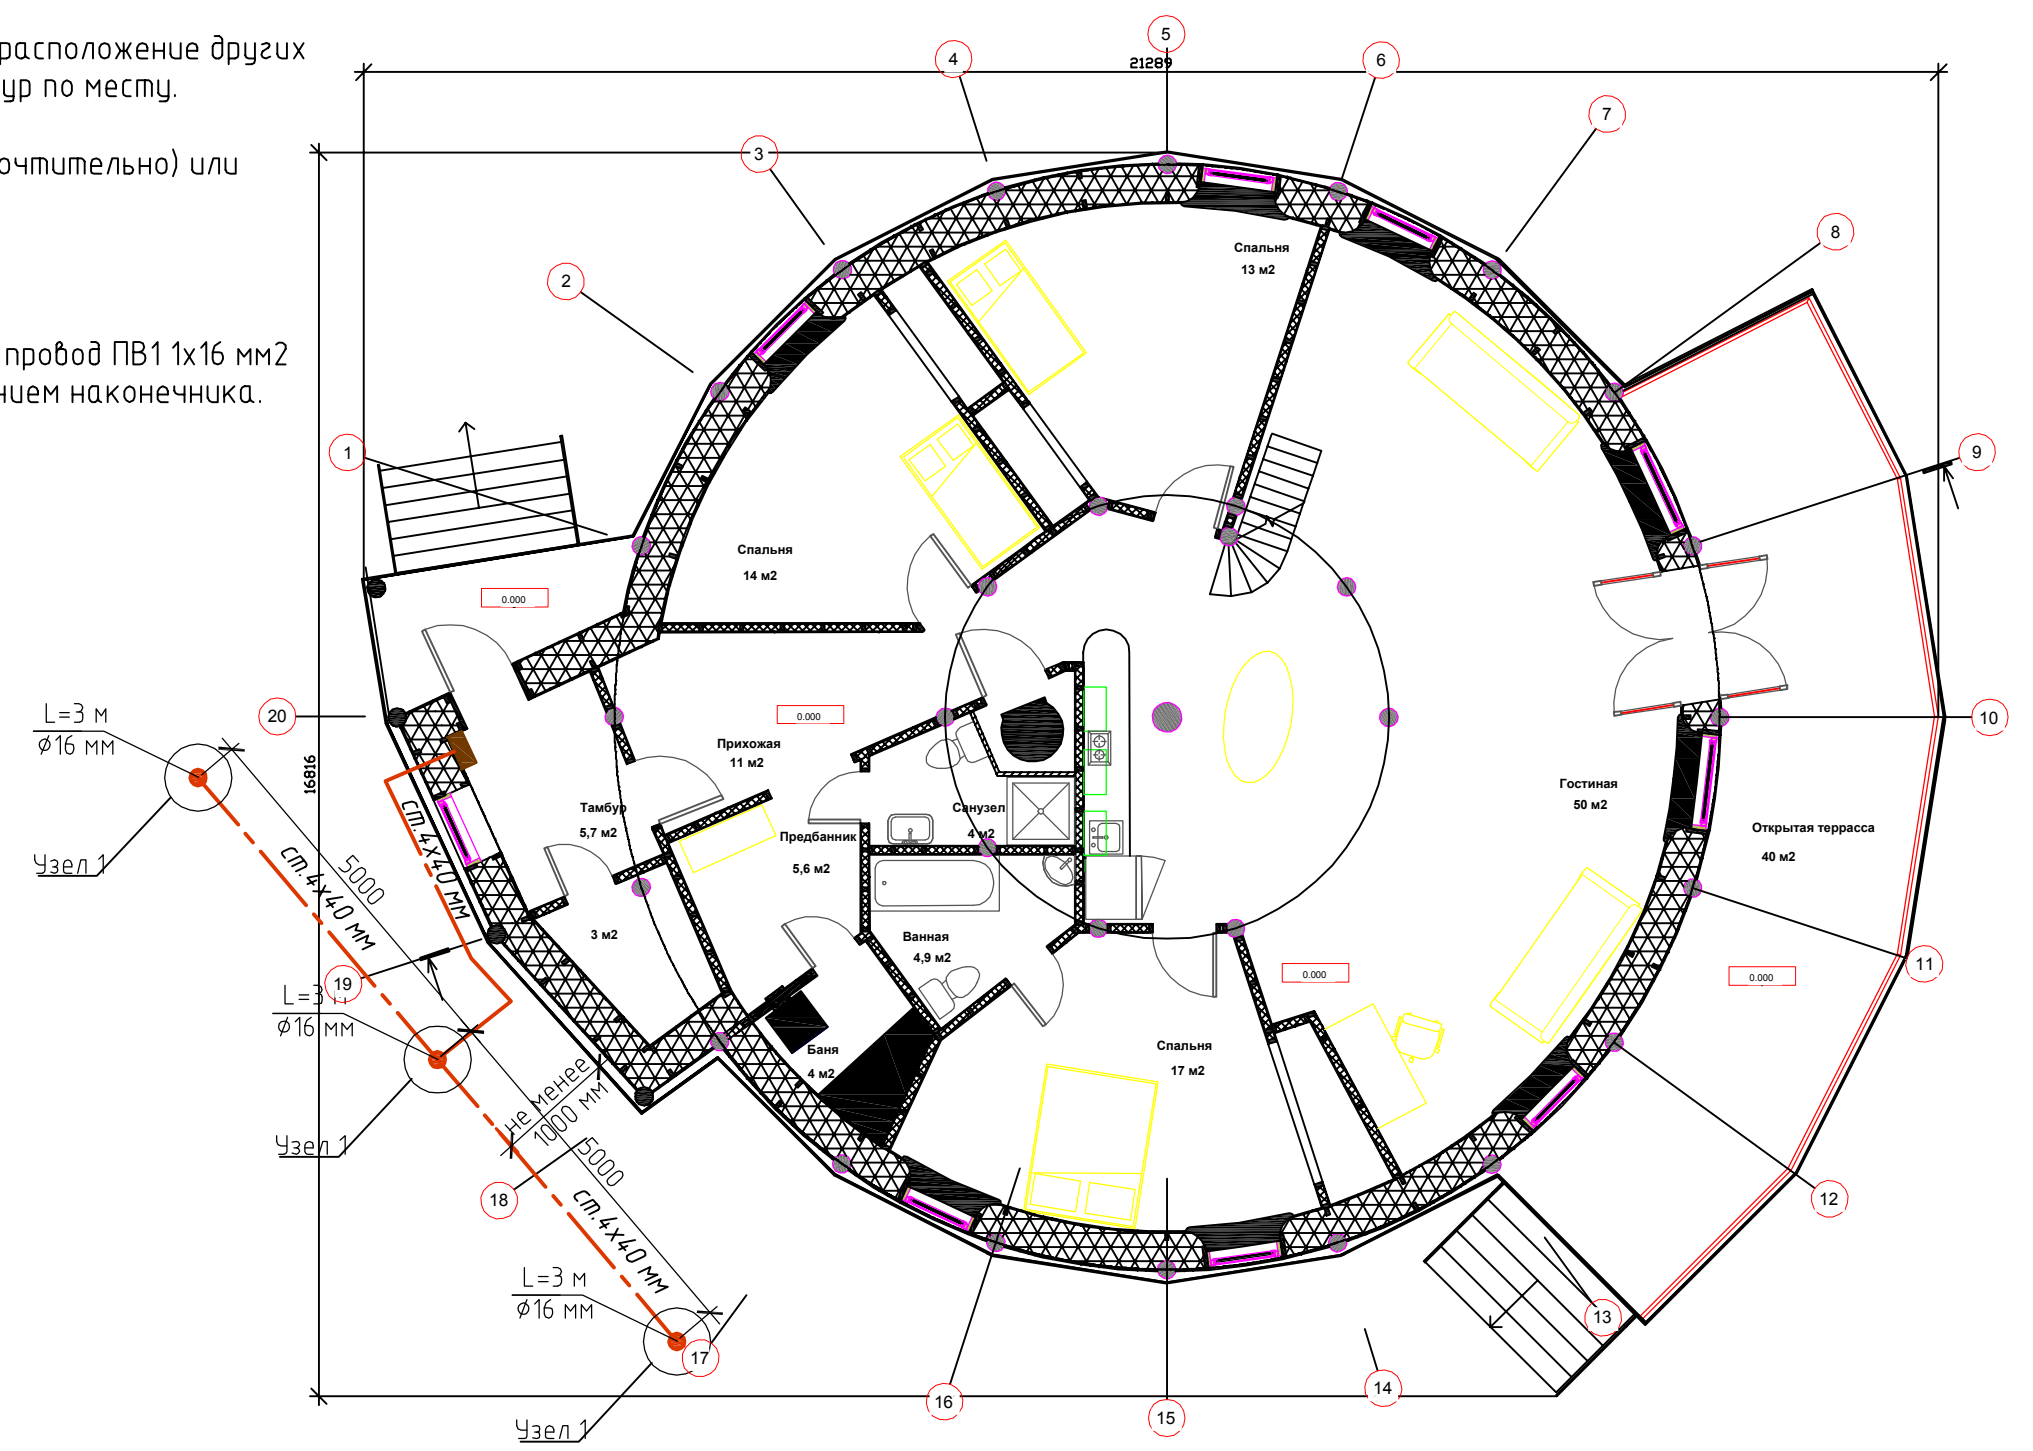 расположение других
ур по месту.
очтительно) или
провод ПВ1 1х16 мм2
нием наконечника.
1
2
3
4
5
6
7
8
9
10
11
12
13
14
15
16
17
18
19
20
21289
16816
Спальня
13 м2
Спальня
14 м2
0.000
0.000
Прихожая
11 м2
Тамбур
5,7 м2
Предбанник
5,6 м2
Санузел
4 м2
3 м2
Ванная
4,9 м2
Баня
4 м2
Спальня
17 м2
Гостиная
50 м2
0.000
Открытая терраса
40 м2
0.000
L=3 м
Ø16 мм
Узел 1
ст.4х40 мм
5000
ст.4х40 мм
L=3 м
Ø16 мм
Узел 1
не менее
1000 мм
5000
ст.4х40 мм
L=3 м
Ø16 мм
Узел 1